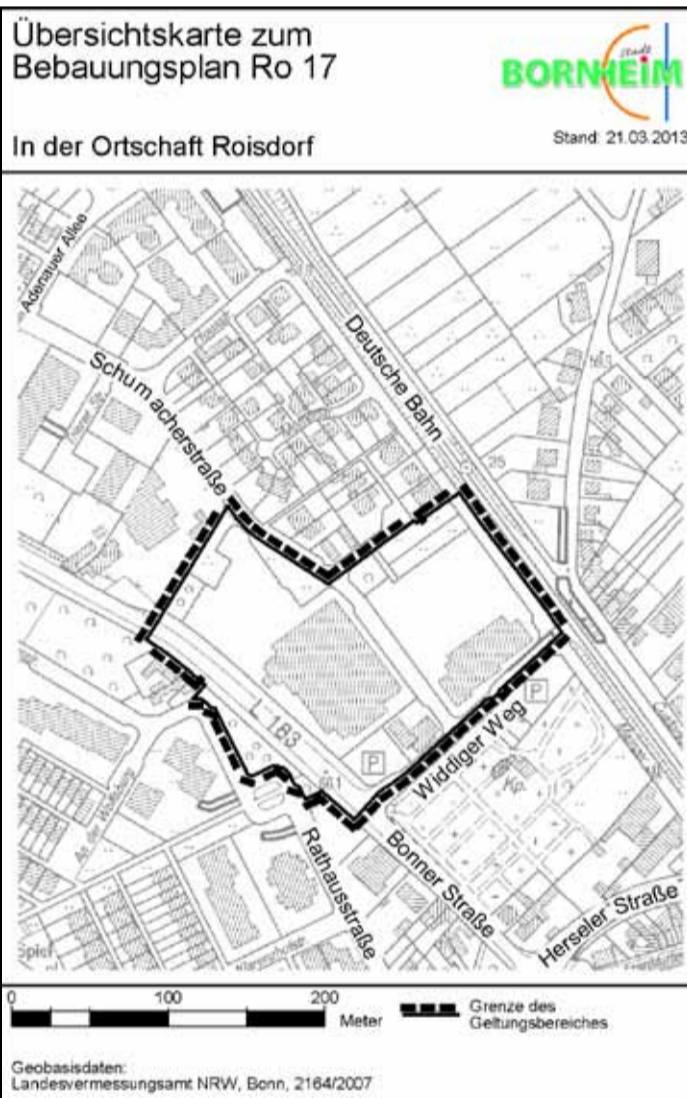 Übersichtskarte zum
Bebauungsplan Ro 17
Stadt
BORNHEIM
In der Ortschaft Roisdorf
Stand: 21.03.2013
Adenauer Allee
Schumacherstraße
Deutsche Bahn
L 183
P
P
Widdiger Weg
Kp.
Rathausstraße
Bonner Straße
Herseler Straße
0 100 200
Meter
Grenze des
Geltungsbereiches
Geobasisdaten:
Landesvermessungsamt NRW, Bonn, 2164/2007